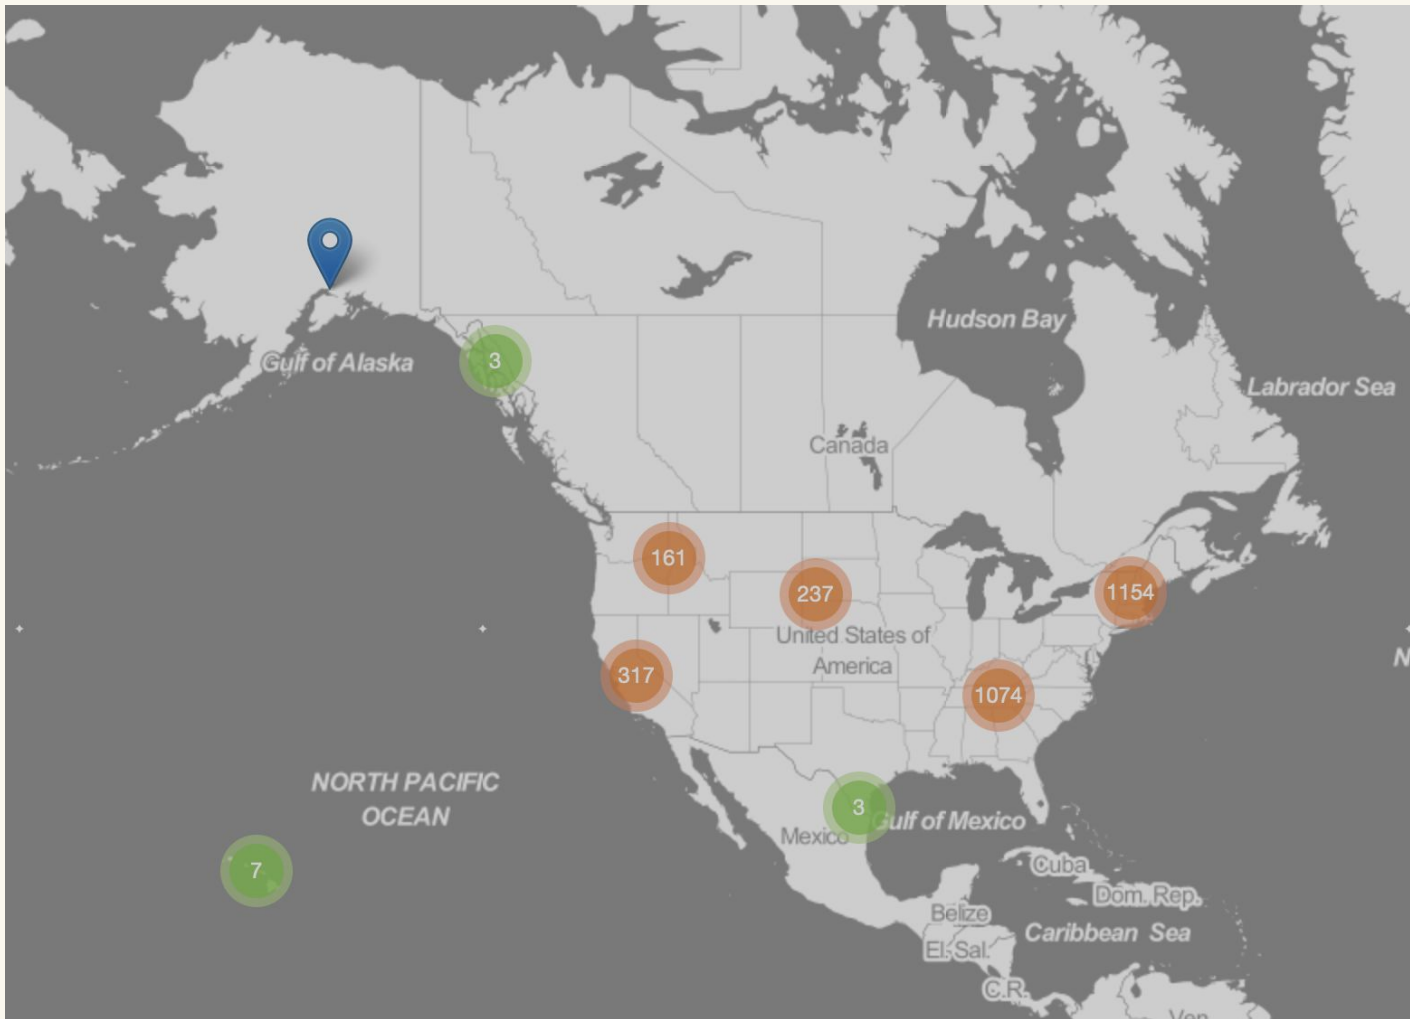 Hudson Bay
3
Gulf of Alaska
Labrador Sea
Canada
161
237
1154
United States of
America
317
1074
NORTH PACIFIC
OCEAN
3
Gulf of Mexico
Mexico
7
Cuba
Dom. Rep.
Belize
Caribbean Sea
El. Sal.
C.R.
Ven
N